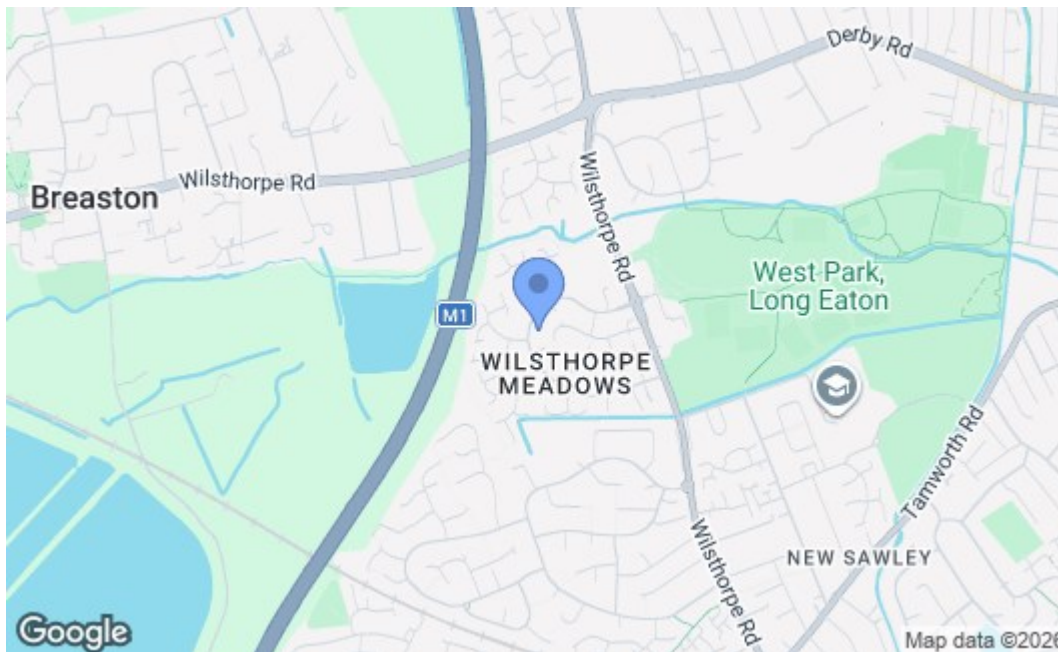 Derby Rd
Wilsthorpe Rd
Breaston
Wilsthorpe Rd
West Park,
Long Eaton
M1
WILSTHORPE
MEADOWS
Tamworth Rd
Wilsthorpe Rd
NEW SAWLEY
Google
Map data ©2026